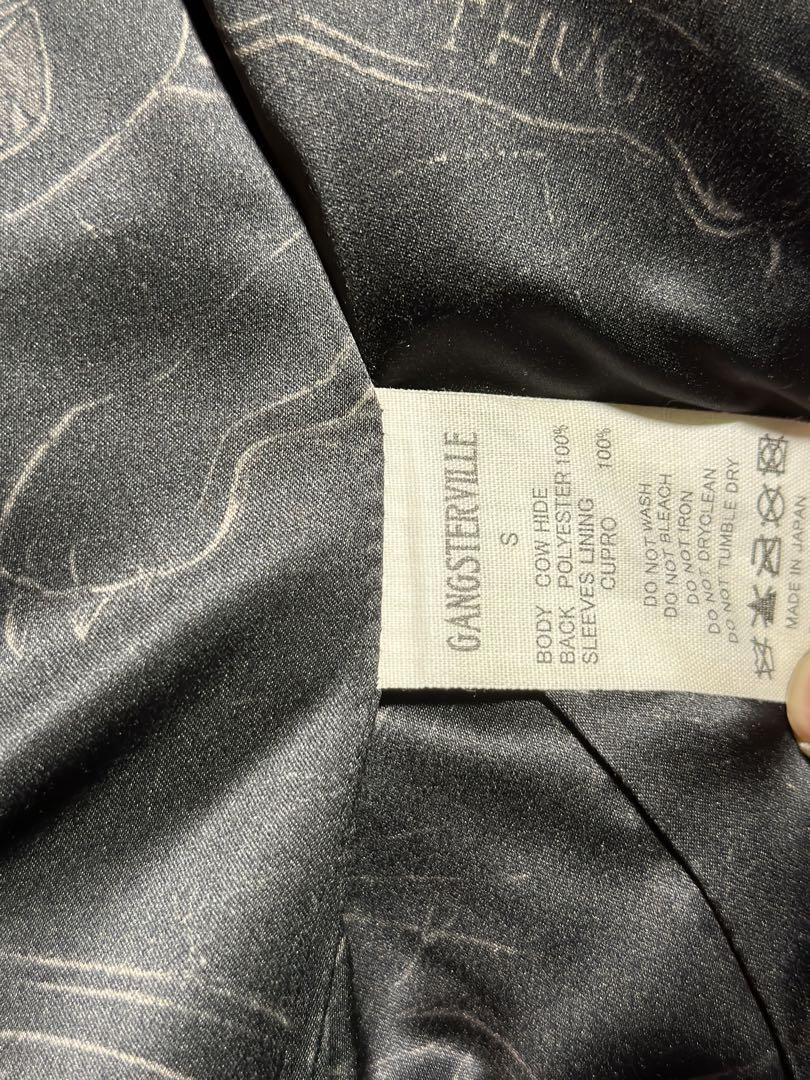 THUG
GANGSTERVILLE
S
BODY COW HIDE
BACK POLYESTER 100%
SLEEVES LINING
CUPRO 100%
DO NOT WASH
DO NOT BLEACH
DO NOT IRON
DO NOT DRYCLEAN
DO NOT TUMBLE DRY
MADE IN JAPAN